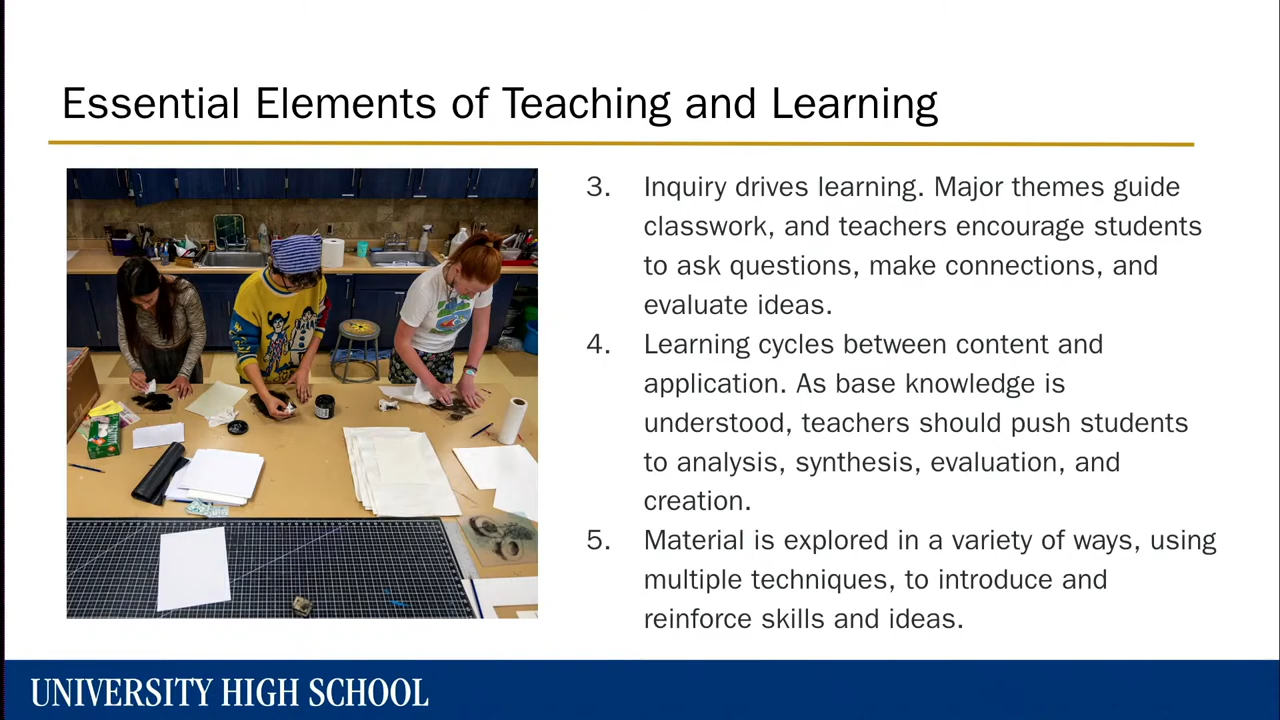 Essential Elements of Teaching and Learning
3. Inquiry drives learning. Major themes guide
classwork, and teachers encourage students
to ask questions, make connections, and
evaluate ideas.
4. Learning cycles between content and
application. As base knowledge is
understood, teachers should push students
to analysis, synthesis, evaluation, and
creation.
5. Material is explored in a variety of ways, using
multiple techniques, to introduce and
reinforce skills and ideas.
UNIVERSITY HIGH SCHOOL